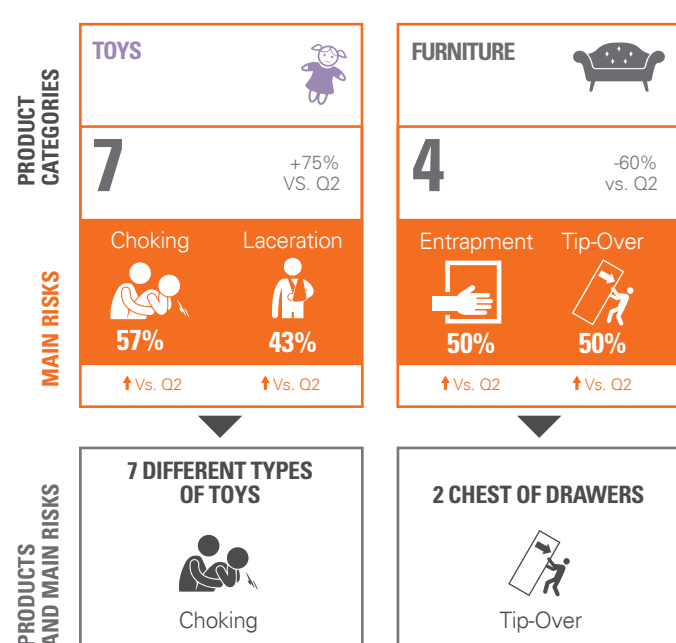 PRODUCT
CATEGORIES
TOYS
7
+75%
VS. Q2
FURNITURE
4
-60%
vs. Q2
MAIN RISKS
Choking
57%
Vs. Q2
Laceration
43%
Vs. Q2
Entrapment
50%
Vs. Q2
Tip-Over
50%
Vs. Q2
PRODUCTS
AND MAIN RISKS
7 DIFFERENT TYPES
OF TOYS
Choking
2 CHEST OF DRAWERS
Tip-Over